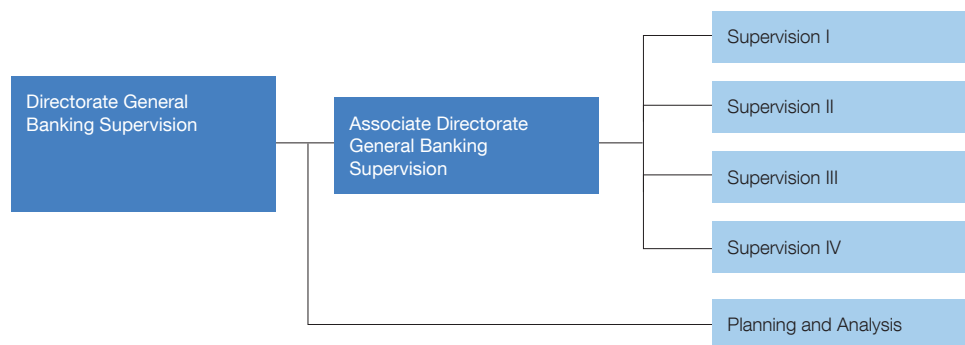 Directorate General
Banking Supervision
Associate Directorate
General Banking
Supervision
Supervision I
Supervision II
Supervision III
Supervision IV
Planning and Analysis